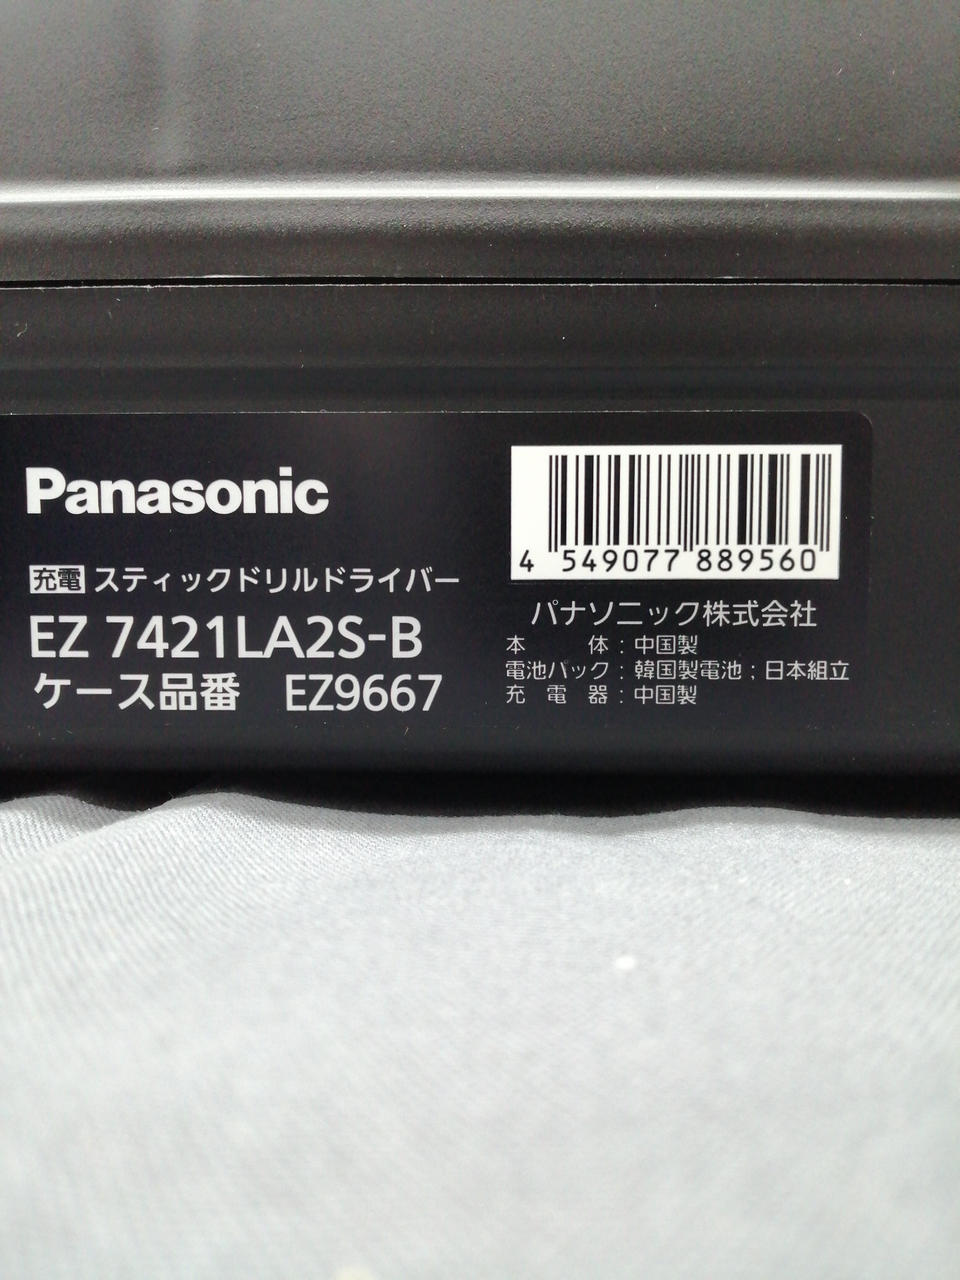 Panasonic
充電 スティックドリルドライバー
EZ 7421LA2S-B
ケース品番 EZ9667
4 549077 889560
パナソニック株式会社
本体:中国製
電池パック:韓国製電池;日本組立
充電器:中国製